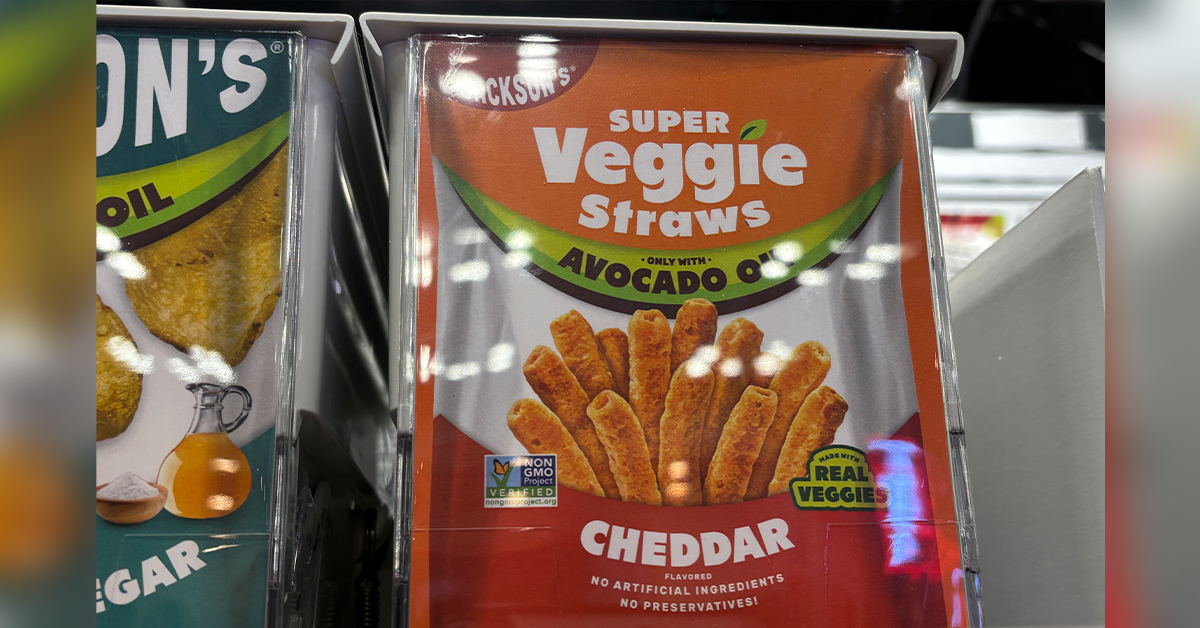 ON'S®
OIL
EGAR
SUPER
Veggie
Straws
• ONLY WITH •
AVOCADO
NON
GMO
Project
VERIFIED
nongmoproject.org
MADE WITH
REAL
VEGGIES
CHEDDAR
FLAVORED
NO ARTIFICIAL INGREDIENTS
NO PRESERVATIVES!